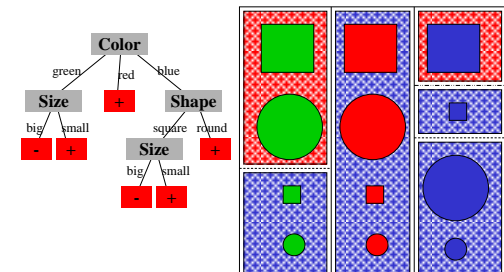 Color
green red blue
Size + Shape
big small square round
- + Size +
big small
- +